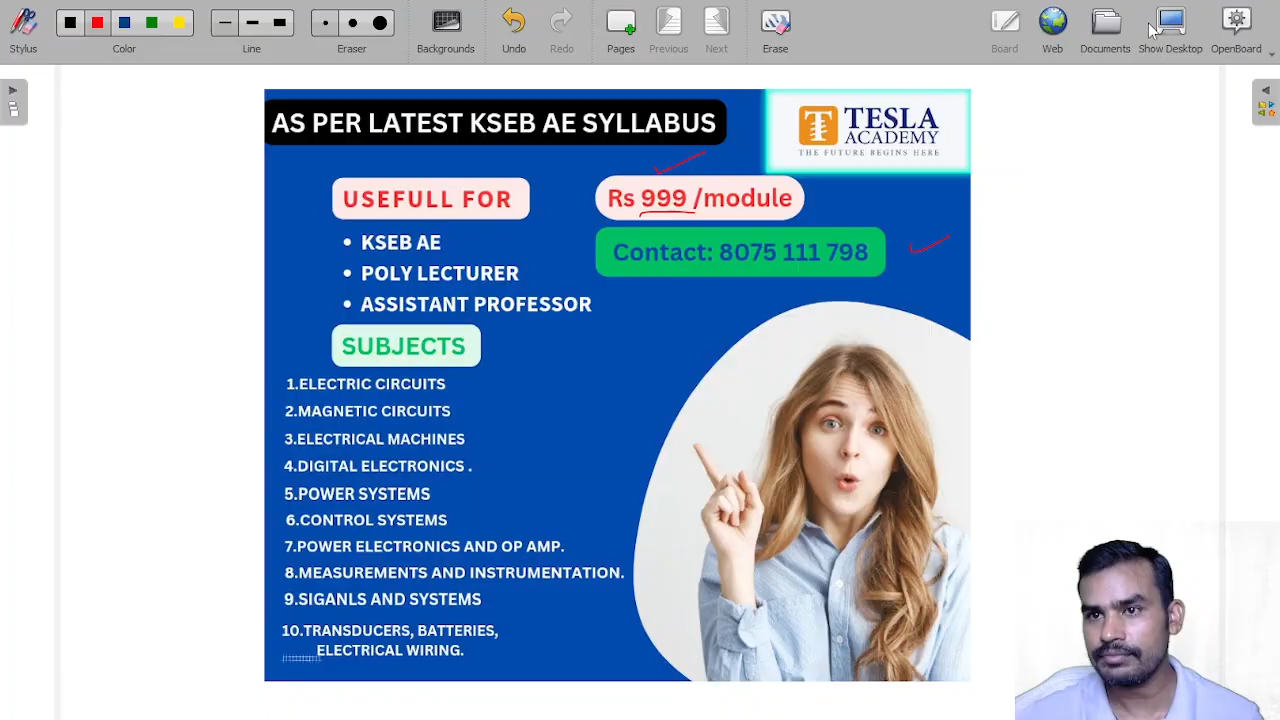 Stylus
Color
Line
Eraser
Backgrounds
Undo
Redo
Pages
Previous
Next
Erase
Board
Web
Documents
Show Desktop
OpenBoard
AS PER LATEST KSEB AE SYLLABUS
TESLA
ACADEMY
THE FUTURE BEGINS HERE
USEFULL FOR
Rs 999 /module
• KSEB AE
Contact: 8075 111 798
• POLY LECTURER
• ASSISTANT PROFESSOR
SUBJECTS
1.ELECTRIC CIRCUITS
2.MAGNETIC CIRCUITS
3.ELECTRICAL MACHINES
4.DIGITAL ELECTRONICS .
5.POWER SYSTEMS
6.CONTROL SYSTEMS
7.POWER ELECTRONICS AND OP AMP.
8.MEASUREMENTS AND INSTRUMENTATION.
9.SIGANLS AND SYSTEMS
10.TRANSDUCERS, BATTERIES,
ELECTRICAL WIRING.